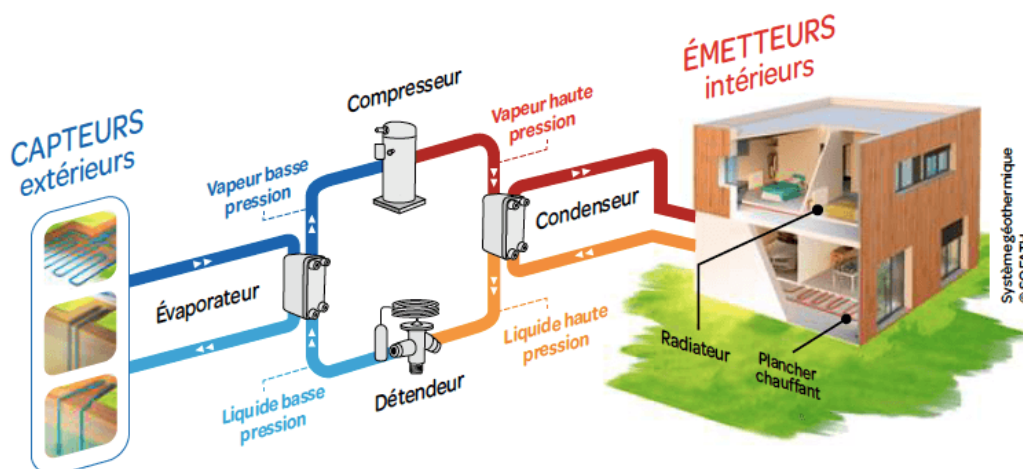 CAPTEURS
extérieurs
Vapeur basse
pression
Compresseur
Vapeur haute
pression
ÉMETTEURS
intérieurs
Évaporateur
Condenseur
Liquide basse
pression
Détendeur
Liquide haute
pression
Radiateur
Plancher
chauffant
Systèmegéothermique